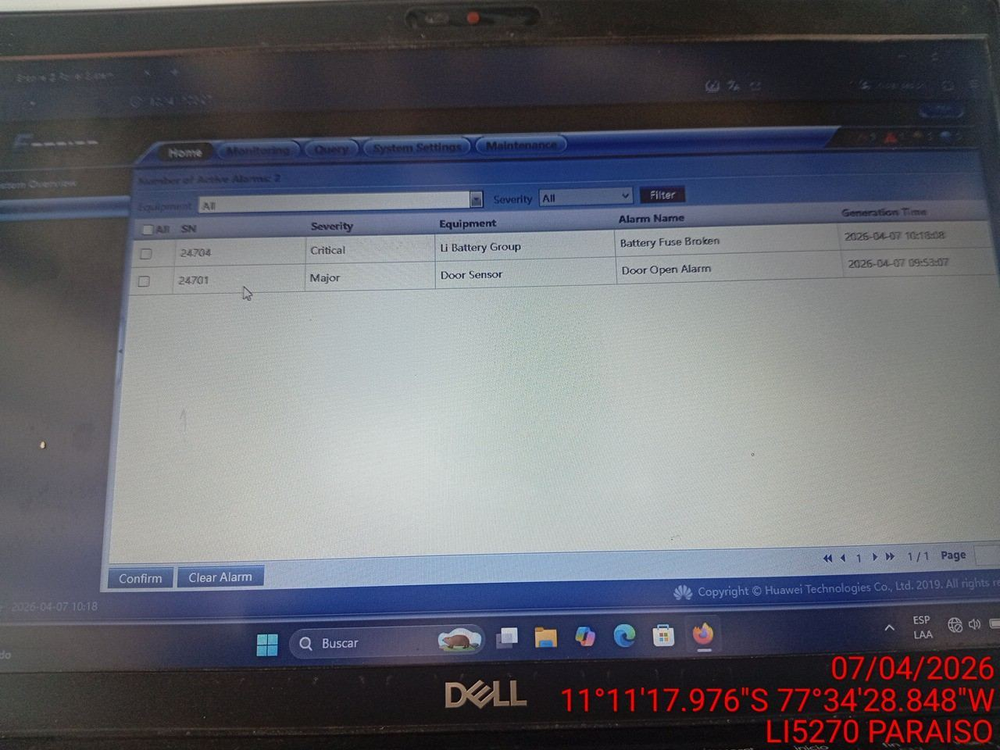 Home Monitoring Query System Settings Maintenance
System Overview
Number of Active Alarms: 2
Equipment All Severity All Filter
All SN Severity Equipment Alarm Name Generation Time
24704 Critical Li Battery Group Battery Fuse Broken 2026-04-07 10:18:08
24701 Major Door Sensor Door Open Alarm 2026-04-07 09:53:07
1 1 / 1 Page
Confirm Clear Alarm
Copyright © Huawei Technologies Co., Ltd. 2019. All rights re
2026-04-07 10:18
Buscar
ESP
LAA
DELL
07/04/2026
11°11'17.976"S 77°34'28.848"W
LI5270 PARAISO